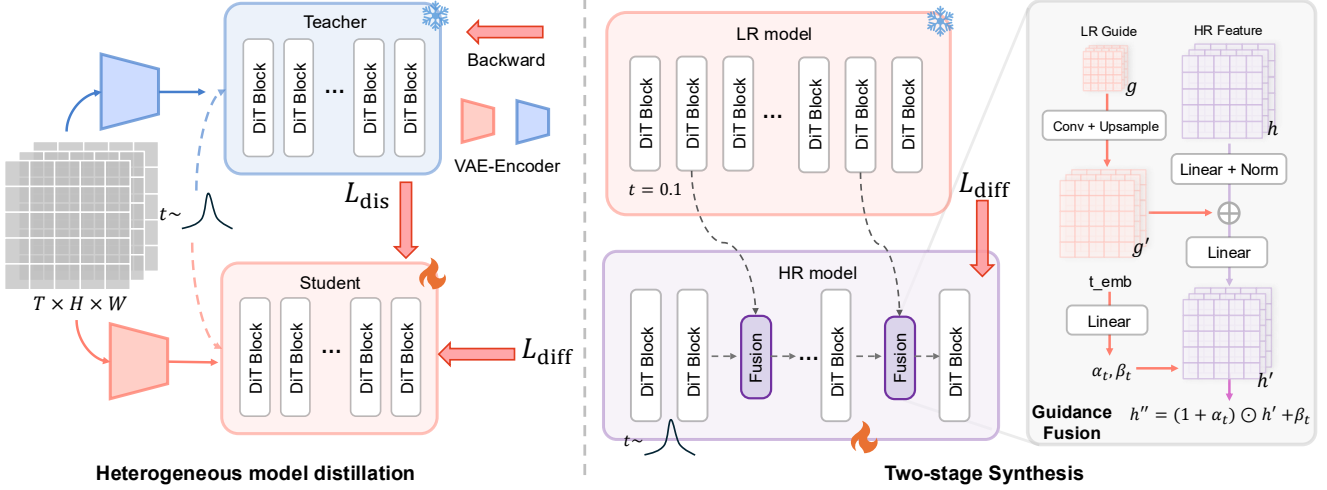 Teacher
DiT Block
DiT Block
...
DiT Block
DiT Block
Backward
VAE-Encoder
t~
L_dis
T × H × W
Student
DiT Block
DiT Block
...
DiT Block
DiT Block
L_diff
Heterogeneous model distillation
LR model
DiT Block
DiT Block
DiT Block
...
DiT Block
DiT Block
DiT Block
t = 0.1
L_diff
HR model
DiT Block
DiT Block
Fusion
...
DiT Block
Fusion
DiT Block
t~
Two-stage Synthesis
LR Guide
HR Feature
g
h
Conv + Upsample
Linear + Norm
g′
Linear
t_emb
Linear
α_t, β_t
h′
h″ = (1 + α_t) ⊙ h′ + β_t
Guidance
Fusion